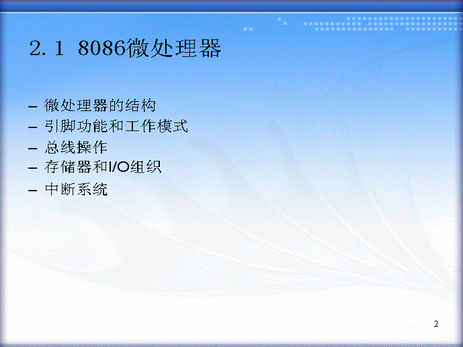 2.1 8086微处理器
– 微处理器的结构
– 引脚功能和工作模式
– 总线操作
– 存储器和I/O组织
– 中断系统
2